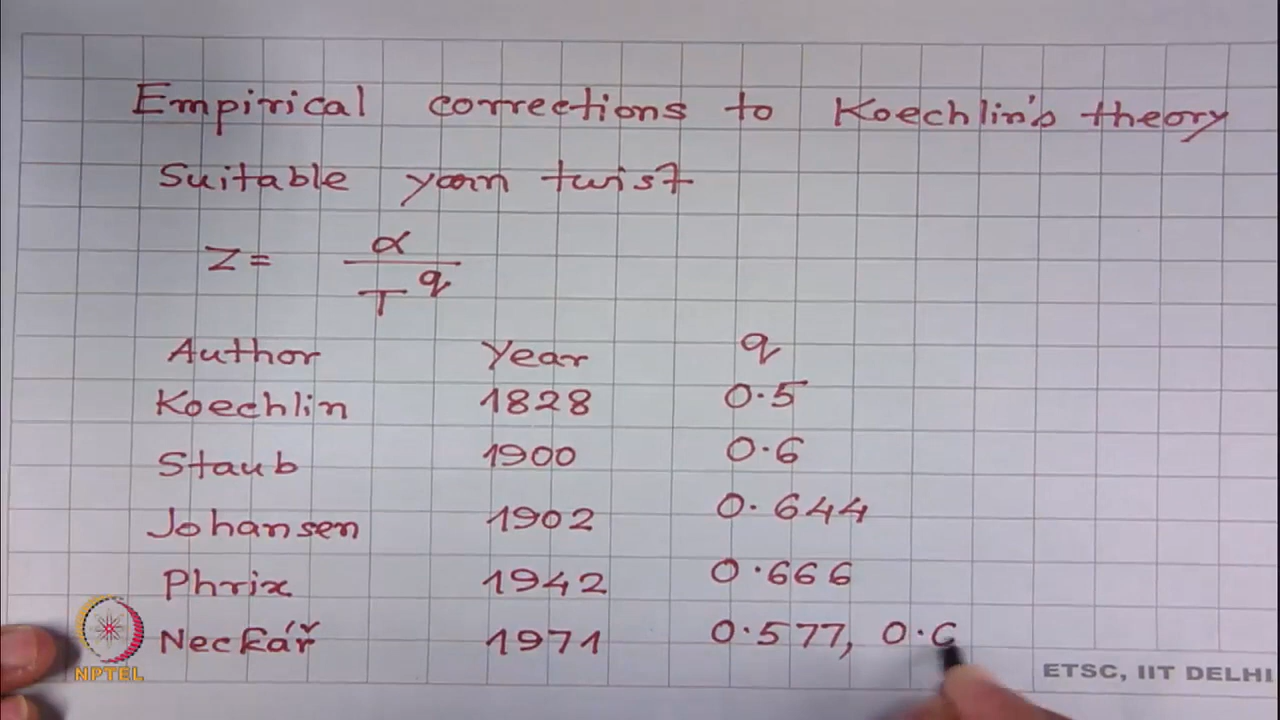 Empirical corrections to Koechlin's theory
Suitable yarn twist
Z = α / T^q
Author Year q
Koechlin 1828 0.5
Staub 1900 0.6
Johansen 1902 0.644
Phrix 1942 0.666
Neckář 1971 0.577, 0.
NPTEL
ETSC, IIT DELHI